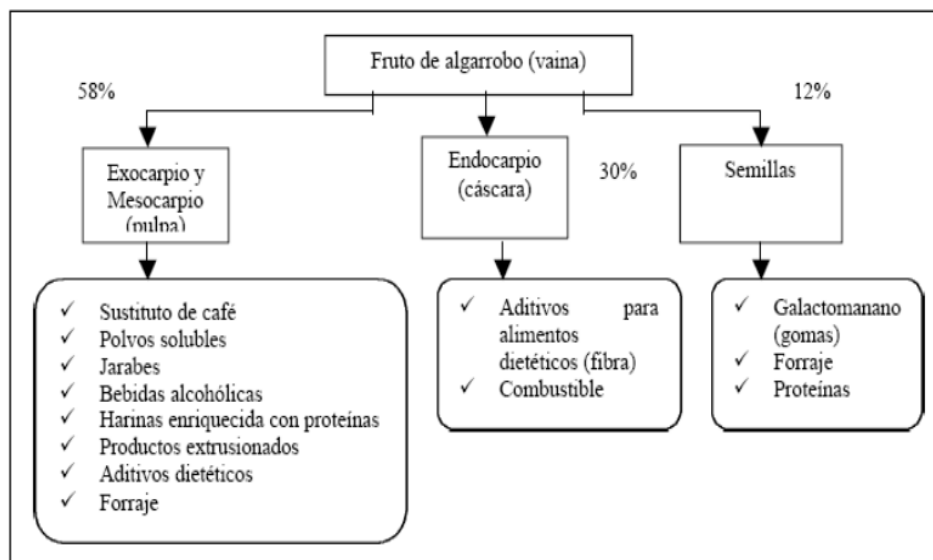 Fruto de algarrobo (vaina)
58%
12%
Exocarpio y
Mesocarpio
(pulpa)
Endocarpio
(cáscara)
30%
Semillas
✓ Sustituto de café
✓ Polvos solubles
✓ Jarabes
✓ Bebidas alcohólicas
✓ Harinas enriquecida con proteínas
✓ Productos extrusionados
✓ Aditivos dietéticos
✓ Forraje
✓ Aditivos para
alimentos
dietéticos (fibra)
✓ Combustible
✓ Galactomanano
(gomas)
✓ Forraje
✓ Proteínas